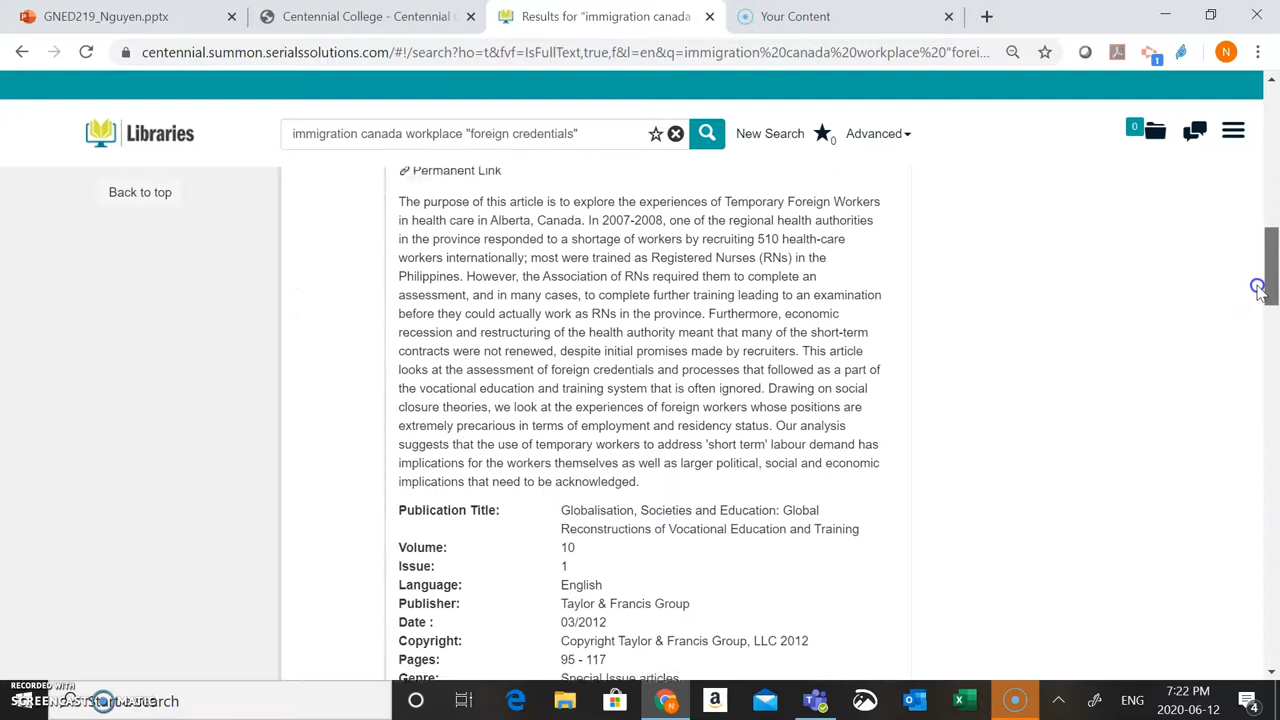 GNED219_Nguyen.pptx
Centennial College - Centennial C
Results for "immigration canada
Your Content
centennial.summon.serialssolutions.com/#!/search?ho=t&fvf=IsFullText,true,f&l=en&q=immigration%20canada%20workplace%20"forei...
1
N
Libraries
immigration canada workplace "foreign credentials"
New Search
0
Advanced
0
Permanent Link
Back to top
The purpose of this article is to explore the experiences of Temporary Foreign Workers
in health care in Alberta, Canada. In 2007-2008, one of the regional health authorities
in the province responded to a shortage of workers by recruiting 510 health-care
workers internationally; most were trained as Registered Nurses (RNs) in the
Philippines. However, the Association of RNs required them to complete an
assessment, and in many cases, to complete further training leading to an examination
before they could actually work as RNs in the province. Furthermore, economic
recession and restructuring of the health authority meant that many of the short-term
contracts were not renewed, despite initial promises made by recruiters. This article
looks at the assessment of foreign credentials and processes that followed as a part of
the vocational education and training system that is often ignored. Drawing on social
closure theories, we look at the experiences of foreign workers whose positions are
extremely precarious in terms of employment and residency status. Our analysis
suggests that the use of temporary workers to address 'short term' labour demand has
implications for the workers themselves as well as larger political, social and economic
implications that need to be acknowledged.
Publication Title: Globalisation, Societies and Education: Global
Reconstructions of Vocational Education and Training
Volume: 10
Issue: 1
Language: English
Publisher: Taylor & Francis Group
Date : 03/2012
Copyright: Copyright Taylor & Francis Group, LLC 2012
Pages: 95 - 117
Genre: Special Issue articles
RECORDED WITH
SCREENCAST-O-MATIC
Start Search
ENG
7:22 PM
2020-06-12
4